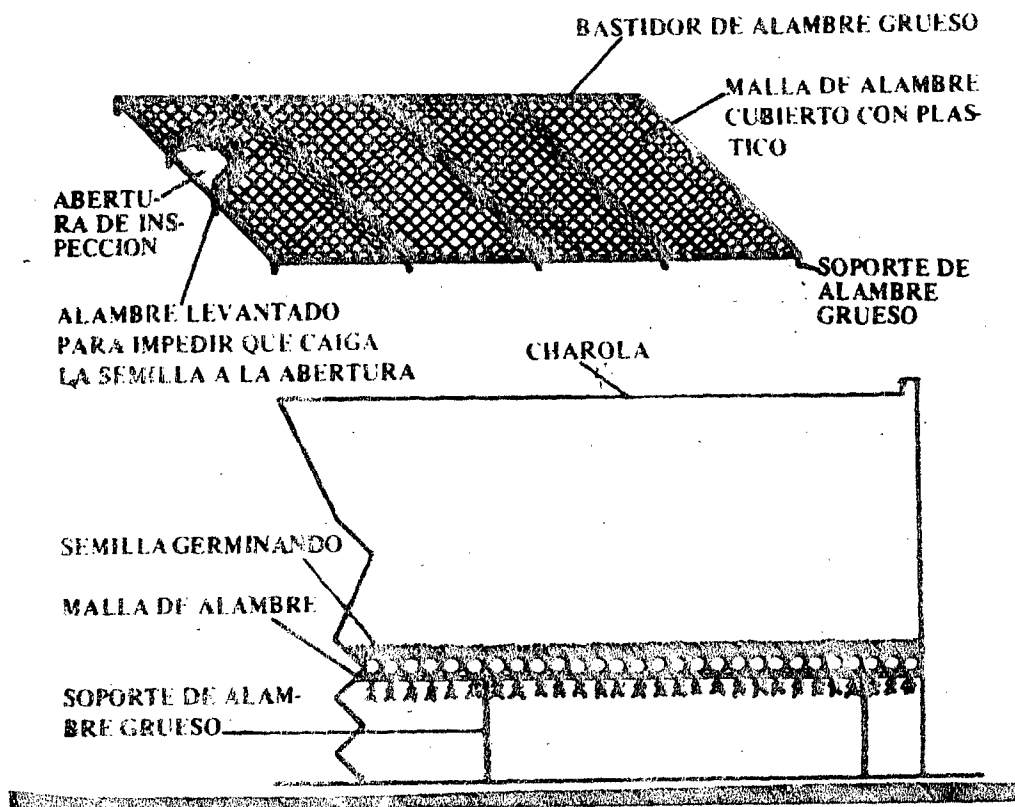 BASTIDOR DE ALAMBRE GRUESO
MALLA DE ALAMBRE
CUBIERTO CON PLAS-
TICO
ABERTU-
RA DE INS-
PECCION
SOPORTE DE
ALAMBRE
GRUESO
ALAMBRE LEVANTADO
PARA IMPEDIR QUE CAIGA
LA SEMILLA A LA ABERTURA
CHAROLA
SEMILLA GERMINANDO
MALLA DE ALAMBRE
SOPORTE DE ALAM-
BRE GRUESO